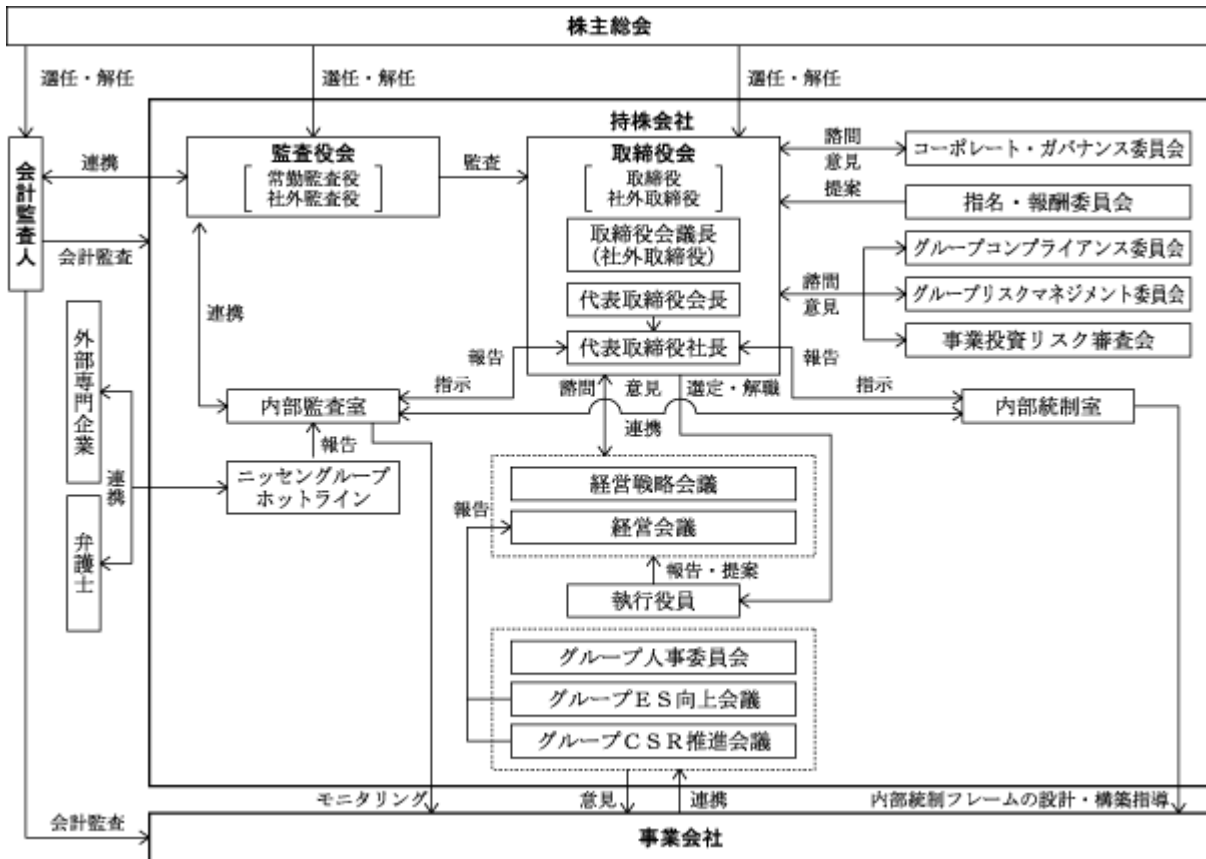 株主総会
選任・解任
選任・解任
選任・解任
持株会社
会計監査人
連携
監査役会
常勤監査役
社外監査役
監査
取締役会
取締役
社外取締役
取締役会議長
(社外取締役)
代表取締役会長
代表取締役社長
諮問
意見
提案
コーポレート・ガバナンス委員会
指名・報酬委員会
グループコンプライアンス委員会
諮問
意見
グループリスクマネジメント委員会
事業投資リスク審査会
会計監査
連携
外部専門企業
連携
弁護士
報告
指示
内部監査室
報告
ニッセングループ
ホットライン
諮問
意見
選定・解職
連携
報告
指示
内部統制室
経営戦略会議
報告
経営会議
報告・提案
執行役員
グループ人事委員会
グループES向上会議
グループCSR推進会議
モニタリング
意見
連携
内部統制フレームの設計・構築指導
会計監査
事業会社